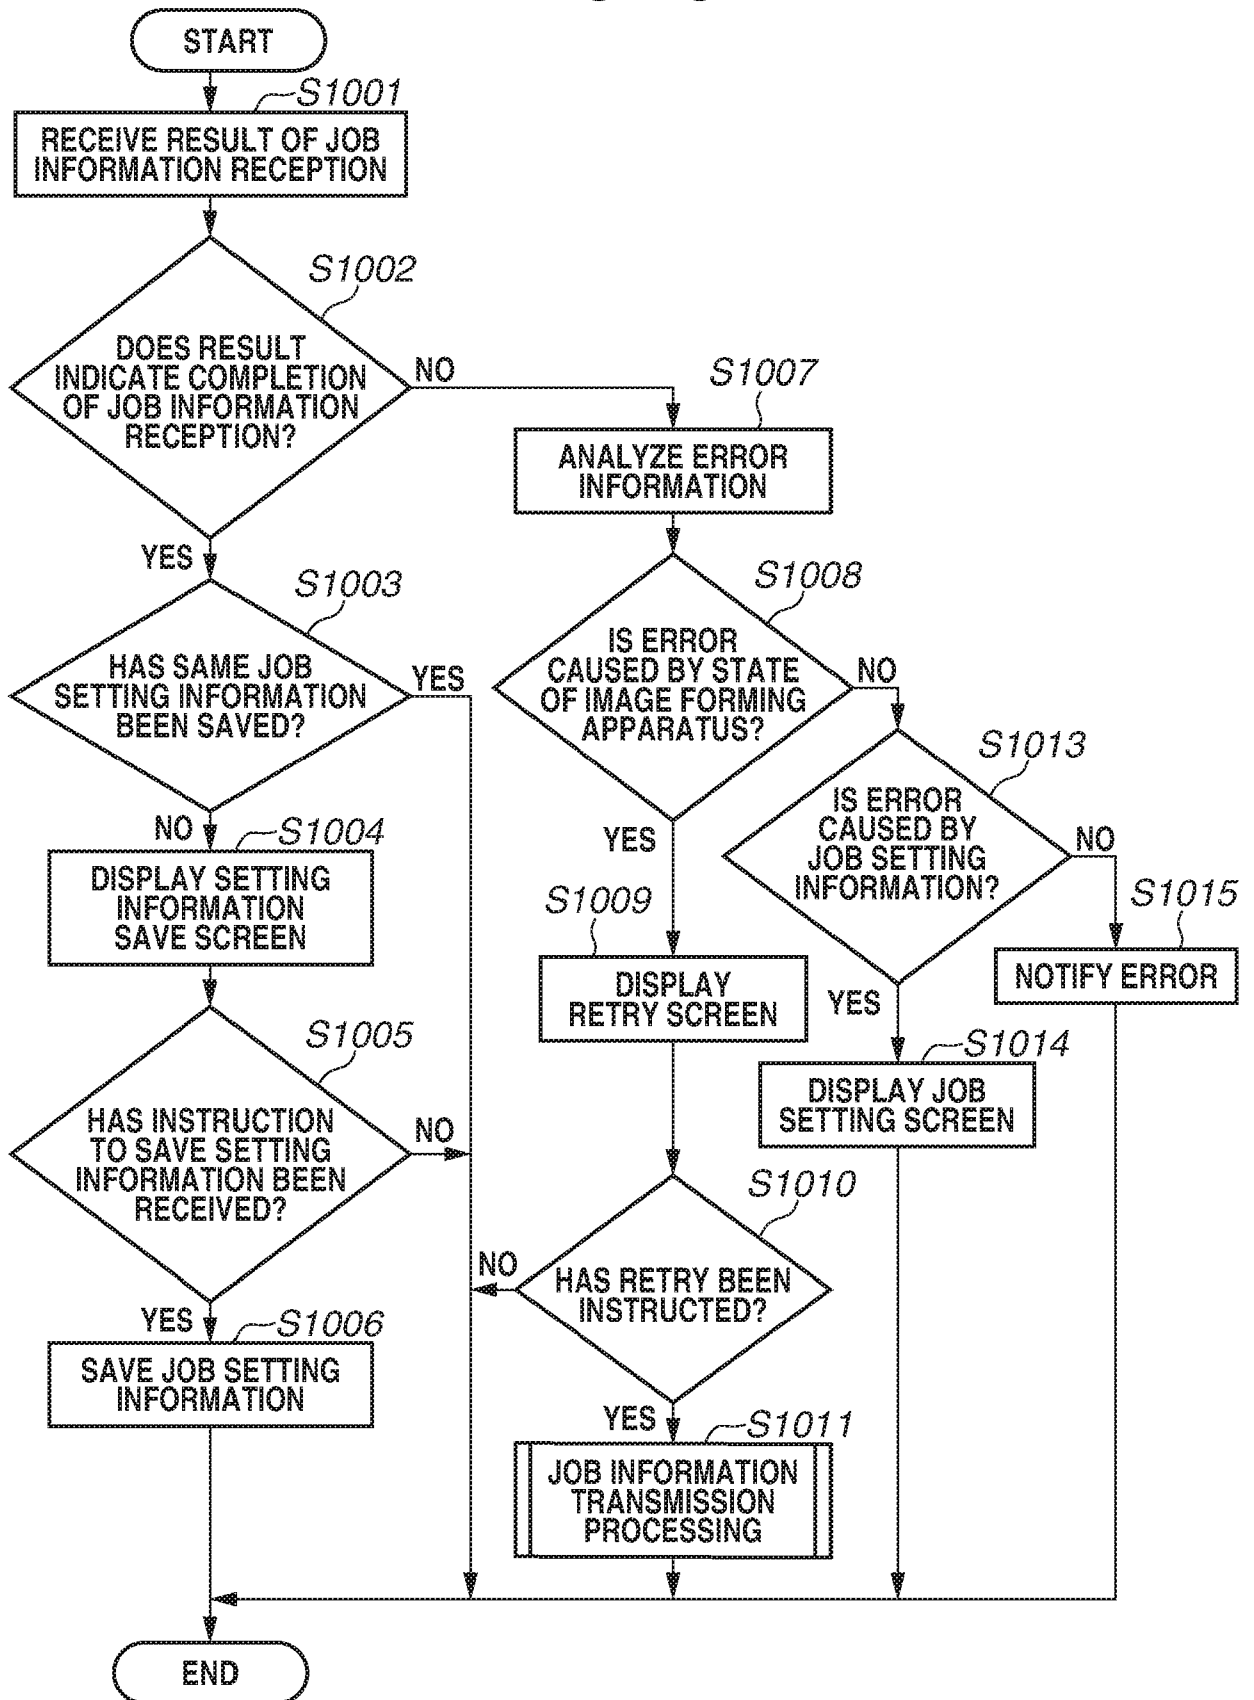 START
S1001
RECEIVE RESULT OF JOB
INFORMATION RECEPTION
S1002
DOES RESULT
INDICATE COMPLETION
OF JOB INFORMATION
RECEPTION?
NO
YES
S1007
ANALYZE ERROR
INFORMATION
S1003
HAS SAME JOB
SETTING INFORMATION
BEEN SAVED?
YES
NO
S1008
IS ERROR
CAUSED BY STATE
OF IMAGE FORMING
APPARATUS?
NO
YES
S1013
IS ERROR
CAUSED BY
JOB SETTING
INFORMATION?
NO
YES
S1004
DISPLAY SETTING
INFORMATION
SAVE SCREEN
S1009
DISPLAY
RETRY SCREEN
S1015
NOTIFY ERROR
S1014
DISPLAY JOB
SETTING SCREEN
S1005
HAS INSTRUCTION
TO SAVE SETTING
INFORMATION BEEN
RECEIVED?
NO
YES
S1010
HAS RETRY BEEN
INSTRUCTED?
NO
YES
S1006
SAVE JOB SETTING
INFORMATION
S1011
JOB INFORMATION
TRANSMISSION
PROCESSING
END